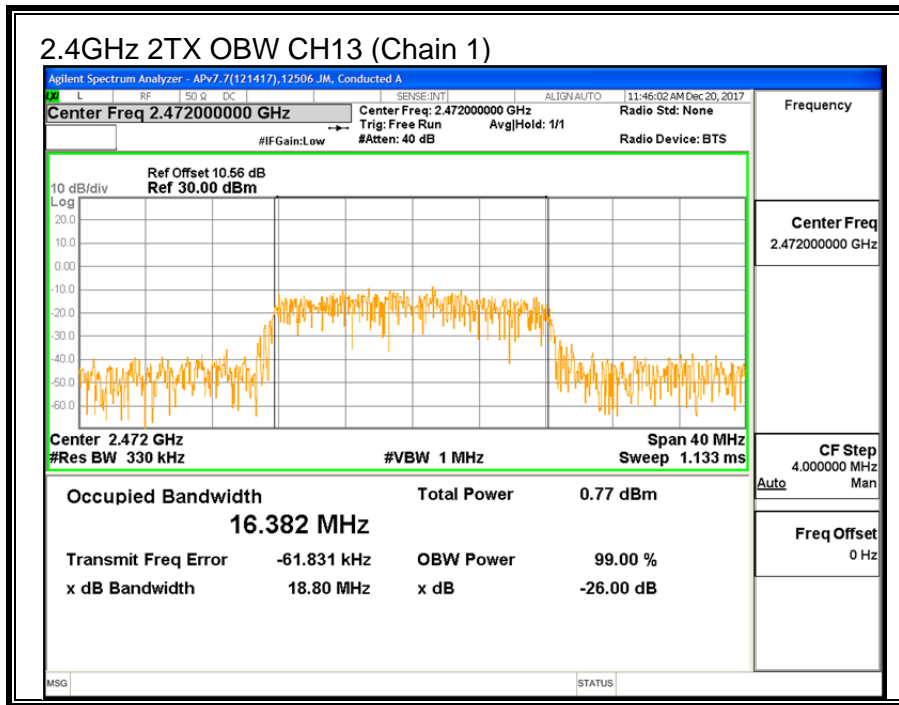 2.4GHz 2TX OBW CH13 (Chain 1)
Agilent Spectrum Analyzer - APv7.7(121417),12506 JM, Conducted A
LXI L RF 50 Ω DC SENSE:INT ALIGN AUTO 11:46:02 AM Dec 20, 2017
Center Freq 2.472000000 GHz
Center Freq: 2.472000000 GHz Radio Std: None
Trig: Free Run Avg|Hold: 1/1
#IFGain:Low #Atten: 40 dB Radio Device: BTS
Frequency
Ref Offset 10.56 dB
10 dB/div Ref 30.00 dBm
Log
20.0
10.0
0.00
-10.0
-20.0
-30.0
-40.0
-50.0
-60.0
Center 2.472 GHz Span 40 MHz
#Res BW 330 kHz #VBW 1 MHz Sweep 1.133 ms
Center Freq
2.472000000 GHz
CF Step
4.000000 MHz
Auto Man
Freq Offset
0 Hz
Occupied Bandwidth Total Power 0.77 dBm
16.382 MHz
Transmit Freq Error -61.831 kHz OBW Power 99.00 %
x dB Bandwidth 18.80 MHz x dB -26.00 dB
MSG STATUS